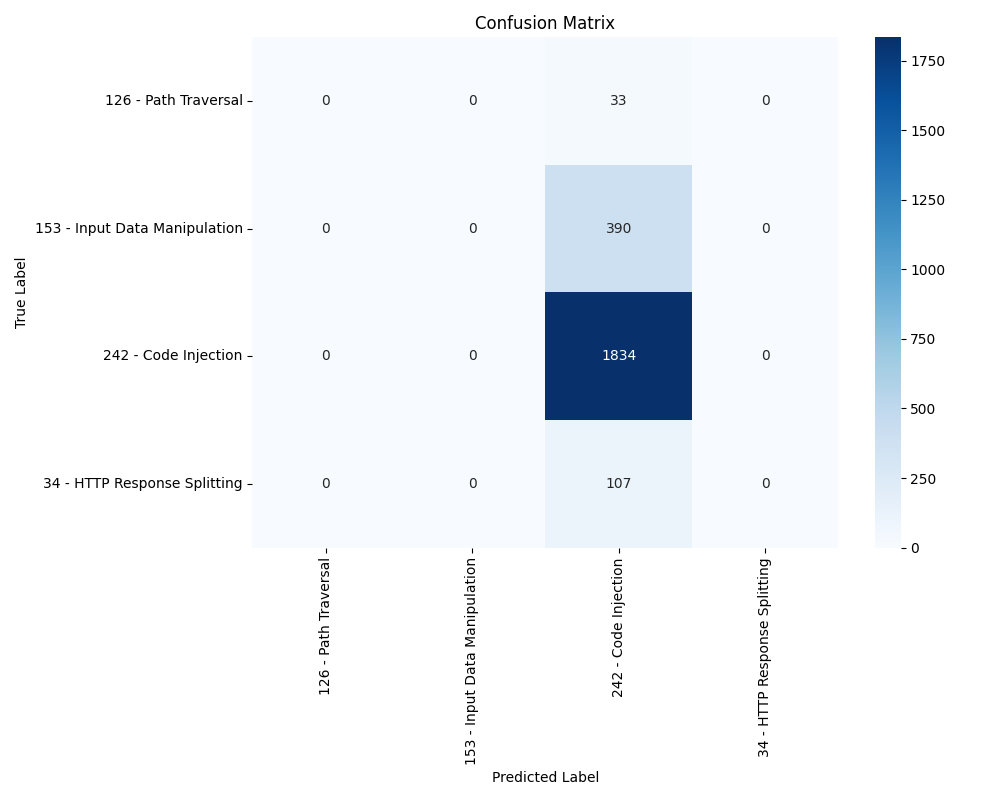 Confusion Matrix
True Label
126 - Path Traversal
0 0 33 0
153 - Input Data Manipulation
0 0 390 0
242 - Code Injection
0 0 1834 0
34 - HTTP Response Splitting
0 0 107 0
126 - Path Traversal
153 - Input Data Manipulation
242 - Code Injection
34 - HTTP Response Splitting
Predicted Label
1750
1500
1250
1000
750
500
250
0